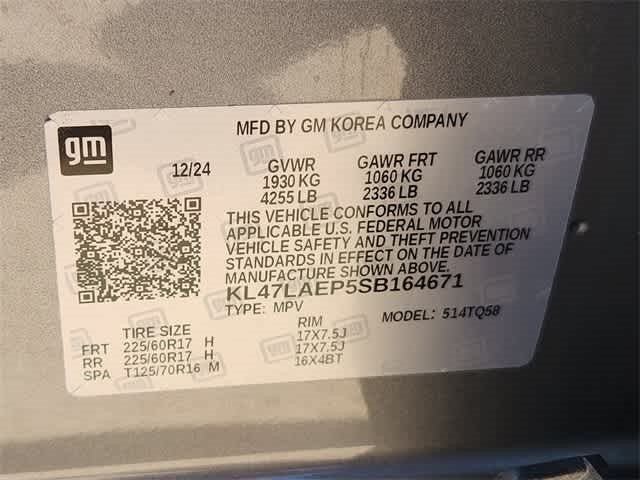 gm
MFD BY GM KOREA COMPANY
12/24 GVWR GAWR FRT GAWR RR
1930 KG 1060 KG 1060 KG
4255 LB 2336 LB 2336 LB
THIS VEHICLE CONFORMS TO ALL
APPLICABLE U.S. FEDERAL MOTOR
VEHICLE SAFETY AND THEFT PREVENTION
STANDARDS IN EFFECT ON THE DATE OF
MANUFACTURE SHOWN ABOVE.
KL47LAEP5SB164671
TYPE: MPV MODEL: 514TQ58
TIRE SIZE RIM
FRT 225/60R17 H 17X7.5J
RR 225/60R17 H 17X7.5J
SPA T125/70R16 M 16X4BT